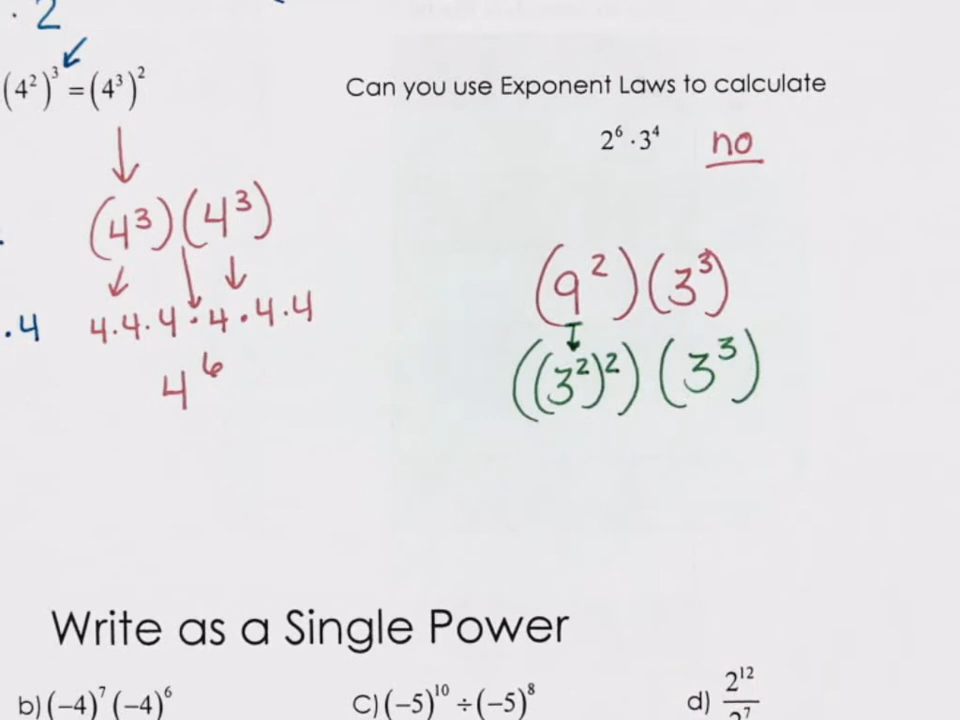 · 2
(4²)³ = (4³)²
(4³)(4³)
.4 4·4·4·4·4·4
4⁶
Can you use Exponent Laws to calculate
2⁶ · 3⁴ no
(9²)(3³)
((3²)²)(3³)
Write as a Single Power
b) (−4)⁷ (−4)⁶ C) (−5)¹⁰ ÷ (−5)⁸ d) 2¹²
2⁷